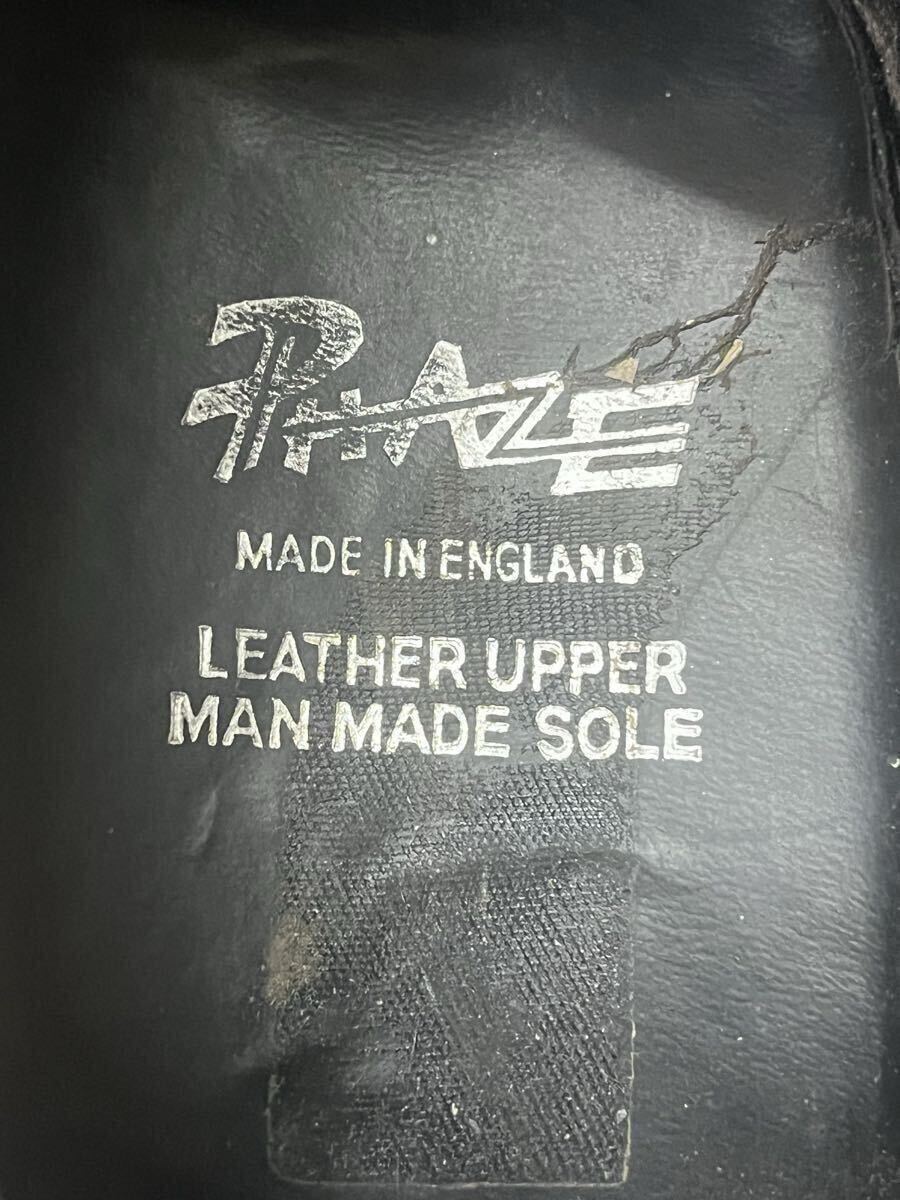 PHAZE
MADE IN ENGLAND
LEATHER UPPER
MAN MADE SOLE